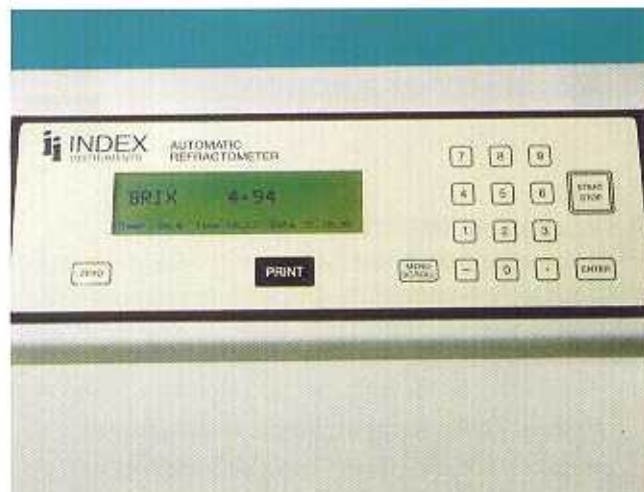 INDEX
INSTRUMENTS
AUTOMATIC
REFRACTOMETER
BRIX 4.94
7 8 9
4 5 6
START
STOP
1 2 3
ZERO
PRINT
MENU
SCROLL
- 0 .
ENTER